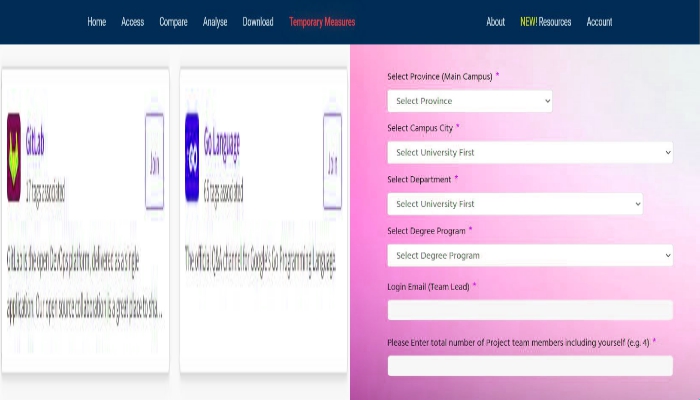 Home Access Compare Analyse Download Temporary Measures About NEW! Resources Account
GitLab
17 tags associated
Join
GitLab is the open DevOps platform, delivered as a single
application. Our open source collaboration is a great place to sha...
Go Language
65 tags associated
Join
The official Q&A channel for Google's Go Programming Language.
Select Province (Main Campus) *
Select Province
Select Campus City *
Select University First
Select Department *
Select University First
Select Degree Program *
Select Degree Program
Login Email (Team Lead) *
Please Enter total number of Project team members including yourself (e.g. 4) *